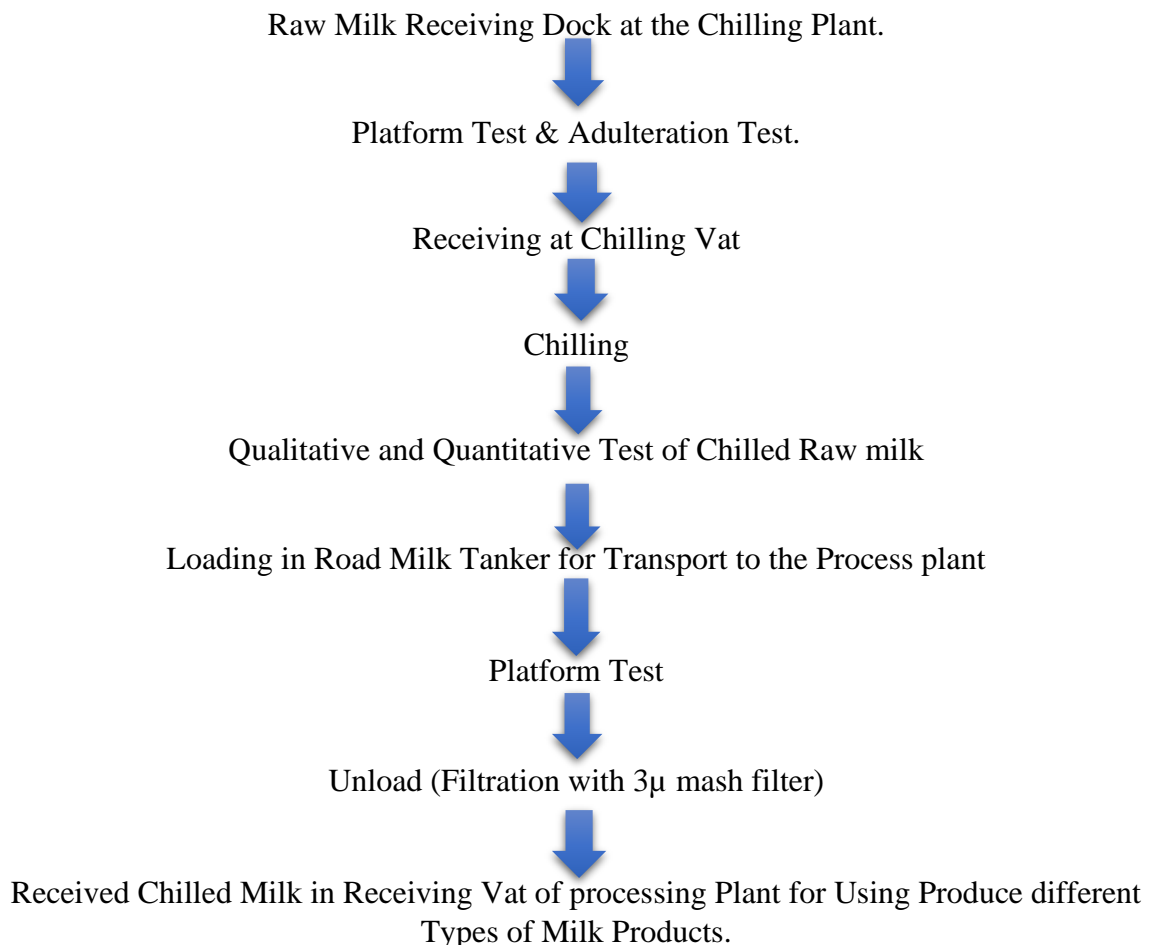 Raw Milk Receiving Dock at the Chilling Plant.
Platform Test & Adulteration Test.
Receiving at Chilling Vat
Chilling
Qualitative and Quantitative Test of Chilled Raw milk
Loading in Road Milk Tanker for Transport to the Process plant
Platform Test
Unload (Filtration with 3µ mash filter)
Received Chilled Milk in Receiving Vat of processing Plant for Using Produce different
Types of Milk Products.